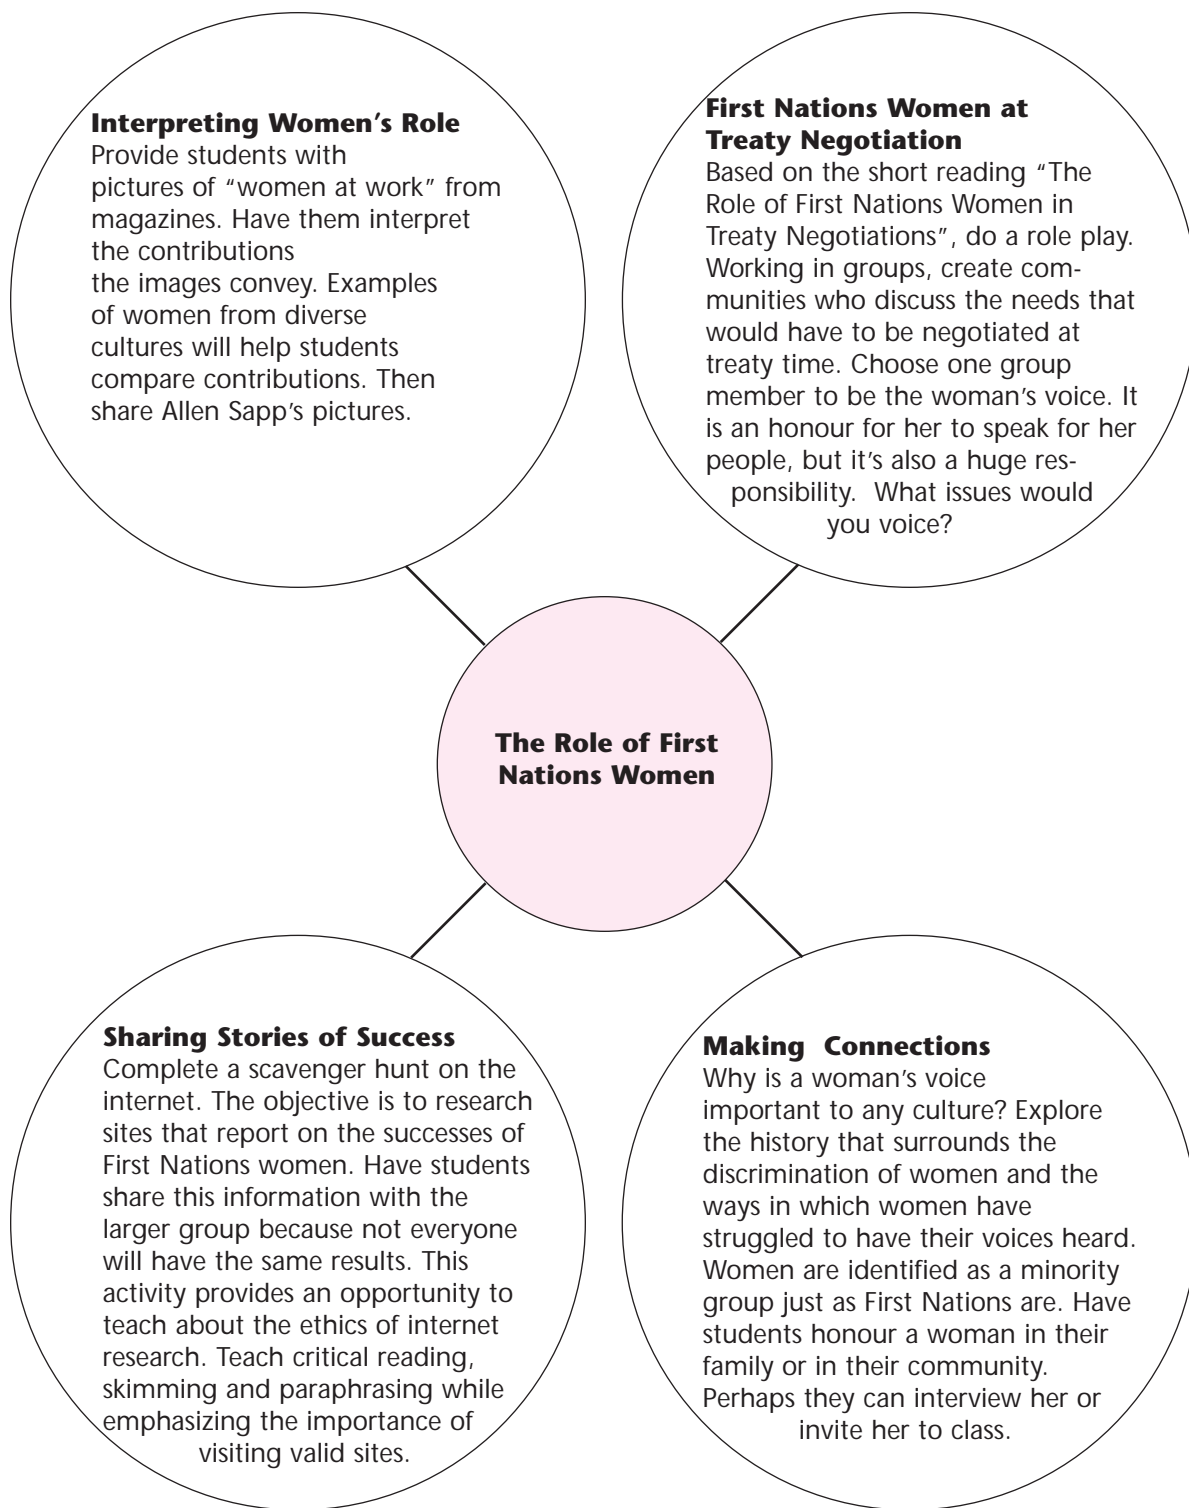 Interpreting Women's Role
Provide students with
pictures of "women at work" from
magazines. Have them interpret
the contributions
the images convey. Examples
of women from diverse
cultures will help students
compare contributions. Then
share Allen Sapp's pictures.
First Nations Women at
Treaty Negotiation
Based on the short reading "The
Role of First Nations Women in
Treaty Negotiations", do a role play.
Working in groups, create com-
munities who discuss the needs that
would have to be negotiated at
treaty time. Choose one group
member to be the woman's voice. It
is an honour for her to speak for her
people, but it's also a huge res-
ponsibility. What issues would
you voice?
The Role of First
Nations Women
Sharing Stories of Success
Complete a scavenger hunt on the
internet. The objective is to research
sites that report on the successes of
First Nations women. Have students
share this information with the
larger group because not everyone
will have the same results. This
activity provides an opportunity to
teach about the ethics of internet
research. Teach critical reading,
skimming and paraphrasing while
emphasizing the importance of
visiting valid sites.
Making Connections
Why is a woman's voice
important to any culture? Explore
the history that surrounds the
discrimination of women and the
ways in which women have
struggled to have their voices heard.
Women are identified as a minority
group just as First Nations are. Have
students honour a woman in their
family or in their community.
Perhaps they can interview her or
invite her to class.